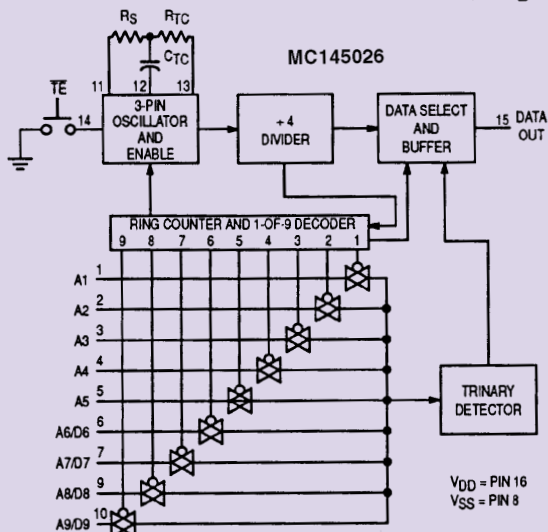 RS RTC
CTC
MC145026
11 12 13
TE
14
3-PIN
OSCILLATOR
AND
ENABLE
÷4
DIVIDER
DATA SELECT
AND
BUFFER
15 DATA
OUT
RING COUNTER AND 1-OF-9 DECODER
9 8 7 6 5 4 3 2 1
A1 1
A2 2
A3 3
A4 4
A5 5
A6/D6 6
A7/D7 7
A8/D8 9
A9/D9 10
TRINARY
DETECTOR
VDD = PIN 16
VSS = PIN 8